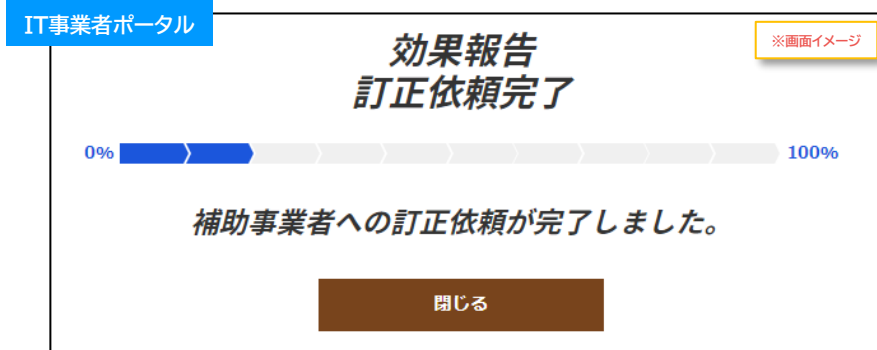 IT事業者ポータル
※画面イメージ
効果報告
訂正依頼完了
0% 100%
補助事業者への訂正依頼が完了しました。
閉じる